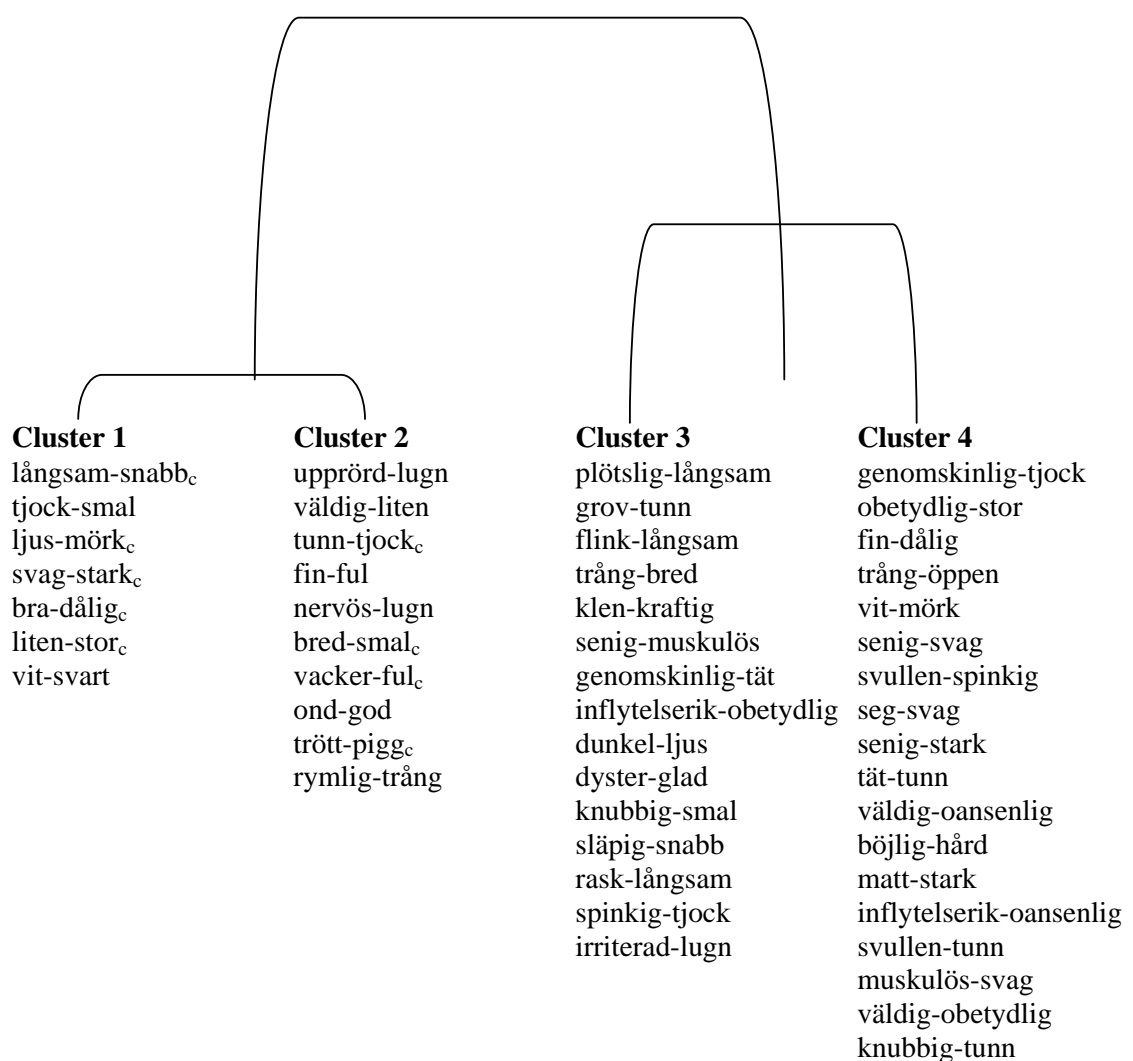 Cluster 1
långsam-snabbc
tjock-smal
ljus-mörkc
svag-starkc
bra-dåligc
liten-storc
vit-svart
Cluster 2
upprörd-lugn
väldig-liten
tunn-tjockc
fin-ful
nervös-lugn
bred-smalc
vacker-fulc
ond-god
trött-piggc
rymlig-trång
Cluster 3
plötslig-långsam
grov-tunn
flink-långsam
trång-bred
klen-kraftig
senig-muskulös
genomskinlig-tät
inflytelserik-obetydlig
dunkel-ljus
dyster-glad
knubbig-smal
släpig-snabb
rask-långsam
spinkig-tjock
irriterad-lugn
Cluster 4
genomskinlig-tjock
obetydlig-stor
fin-dålig
trång-öppen
vit-mörk
senig-svag
svullen-spinkig
seg-svag
senig-stark
tät-tunn
väldig-oansenlig
böjlig-hård
matt-stark
inflytelserik-oansenlig
svullen-tunn
muskulös-svag
väldig-obetydlig
knubbig-tunn